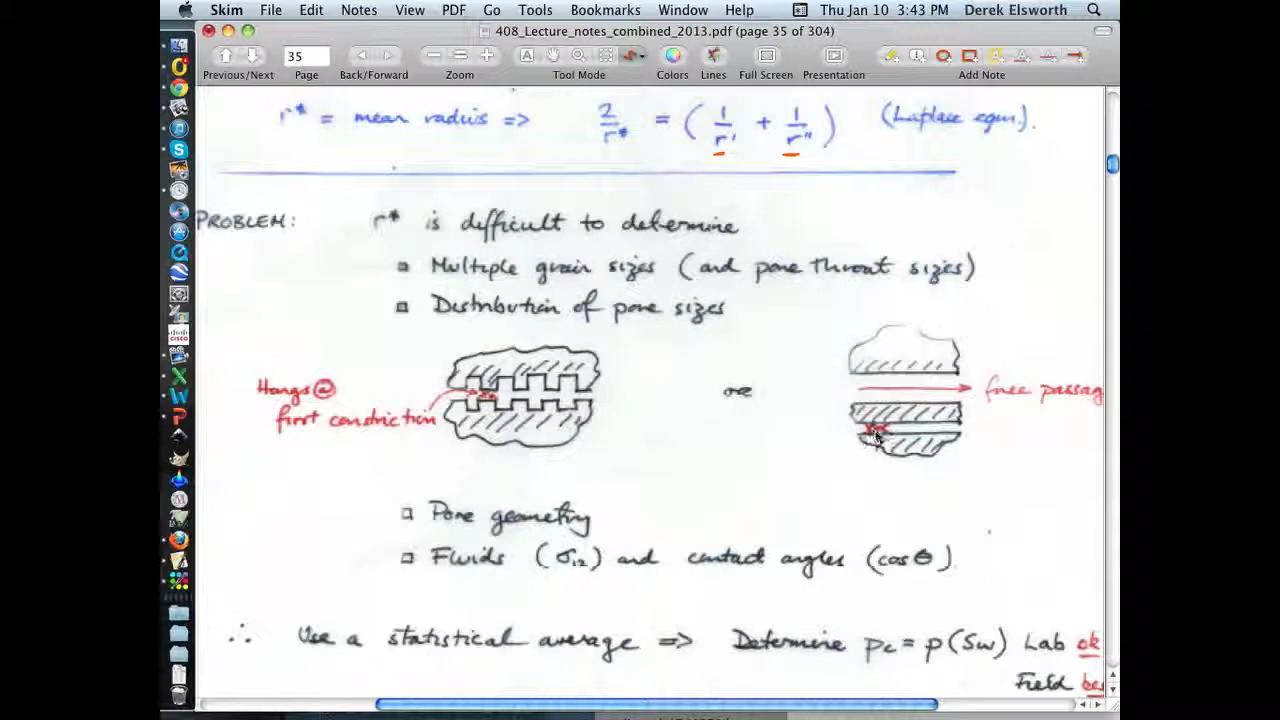 Skim File Edit Notes View PDF Go Tools Bookmarks Window Help Thu Jan 10 3:43 PM Derek Elsworth
408_Lecture_notes_combined_2013.pdf (page 35 of 304)
35
Previous/Next Page Back/Forward Zoom Tool Mode Colors Lines Full Screen Presentation Add Note
r* = mean radius => 2/r* = (1/r' + 1/r'') (Laplace equn.).
PROBLEM: r* is difficult to determine
Multiple grain sizes (and pore throat sizes)
Distribution of pore sizes
Hangs @
first constriction
or
free passag
Pore geometry
Fluids (σ₁₂) and contact angles (cos θ)
∴ Use a statistical average => Determine pc = p(Sw) Lab ok
Field be